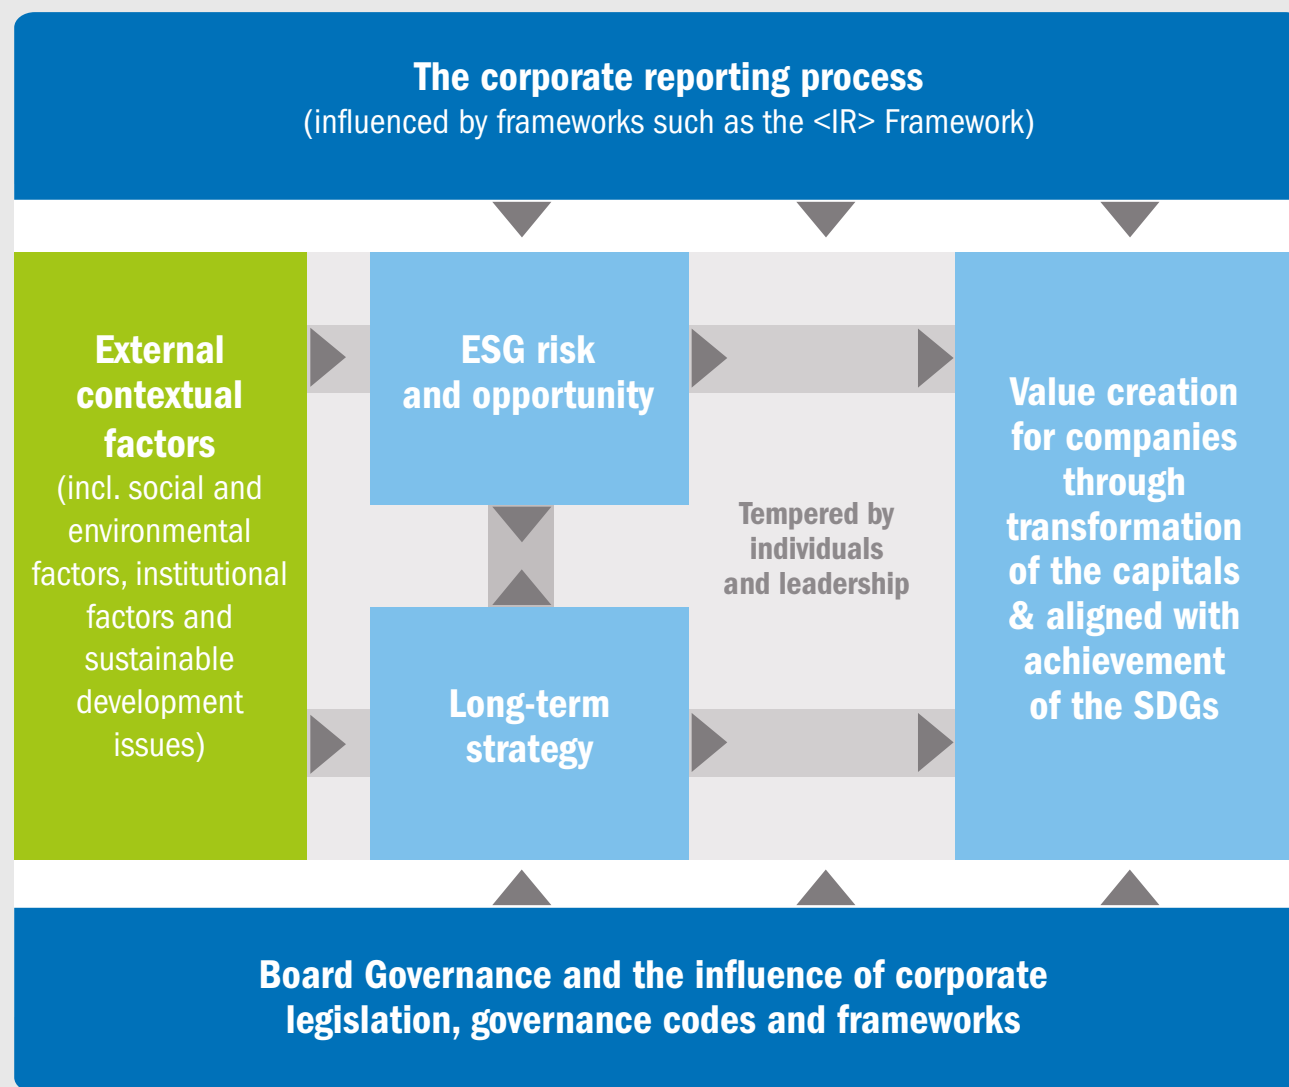 The corporate reporting process
(influenced by frameworks such as the <IR> Framework)
External
contextual
factors
(incl. social and
environmental
factors, institutional
factors and
sustainable
development
issues)
ESG risk
and opportunity
Long-term
strategy
Tempered by
individuals
and leadership
Value creation
for companies
through
transformation
of the capitals
& aligned with
achievement
of the SDGs
Board Governance and the influence of corporate
legislation, governance codes and frameworks